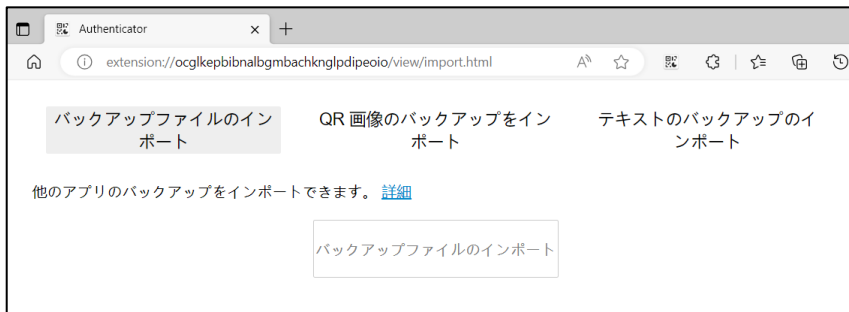 Authenticator
extension://ocglkepbibnalbgmbachknglpdipeoio/view/import.html
バックアップファイルのイン
ポート
QR 画像のバックアップをイン
ポート
テキストのバックアップのイ
ンポート
他のアプリのバックアップをインポートできます。 詳細
バックアップファイルのインポート